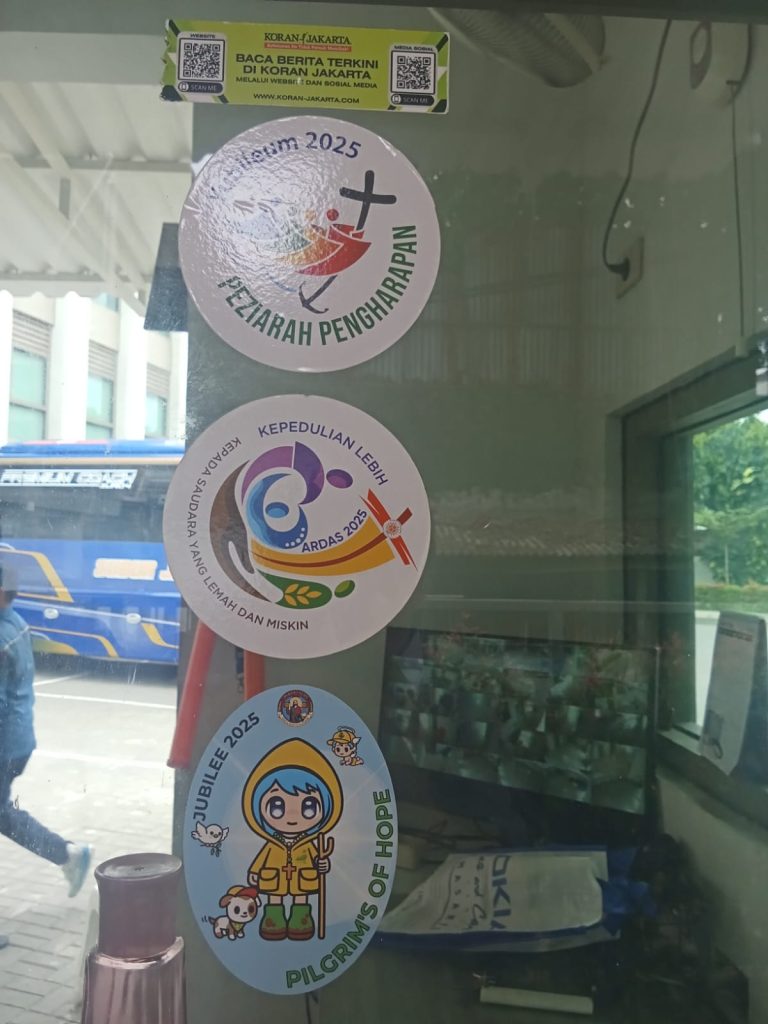 WEBSITE
SCAN ME
KORAN JAKARTA
BACA BERITA TERKINI
DI KORAN JAKARTA
MELALUI WEBSITE DAN SOSIAL MEDIA
WWW.KORAN-JAKARTA.COM
MEDIA SOSIAL
SCAN ME
Yubileum 2025
PEZIARAH PENGHARAPAN
KEPEDULIAN LEBIH
KEPADA SAUDARA YANG LEMAH DAN MISKIN
ARDAS 2025
JUBILEE 2025
PILGRIM'S OF HOPE
PREMIUM COACH